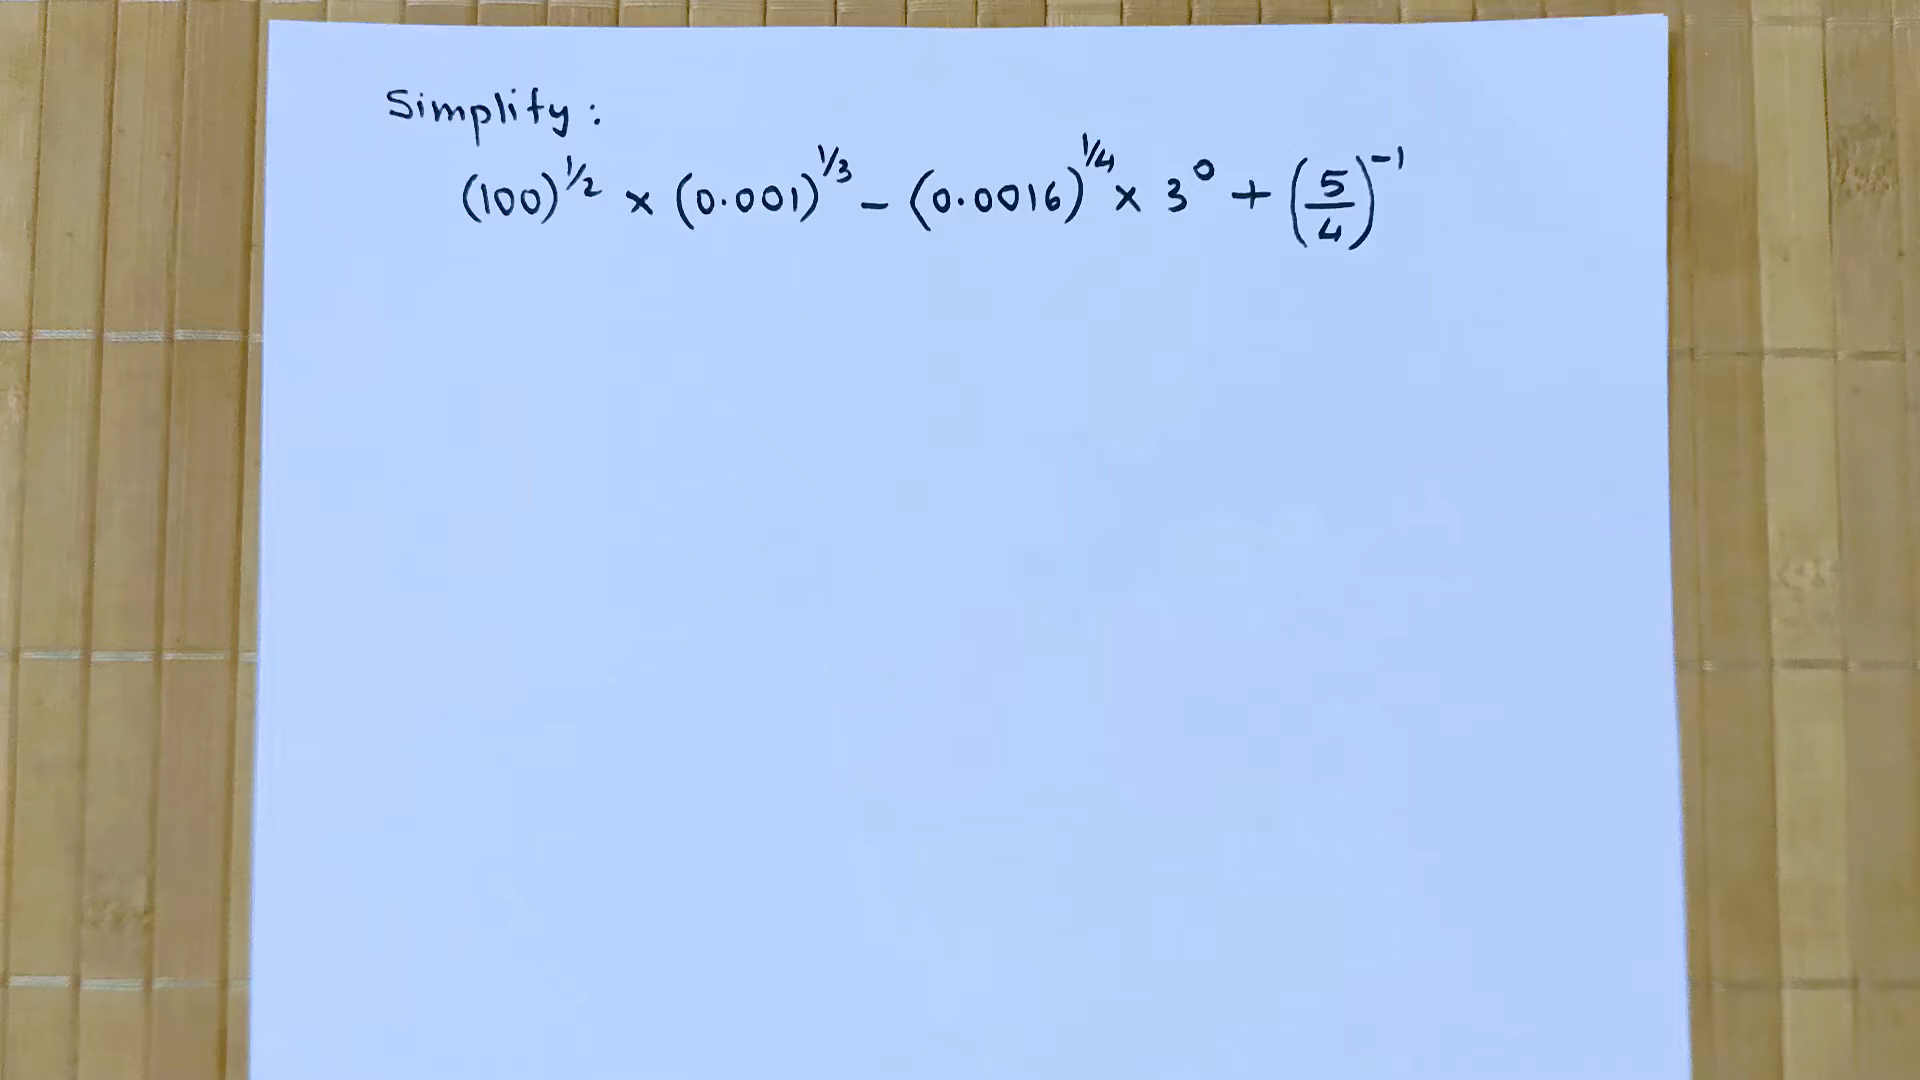 Simplify:
(100)^1/2 × (0.001)^1/3 – (0.0016)^1/4 × 3^0 + (5/4)^-1